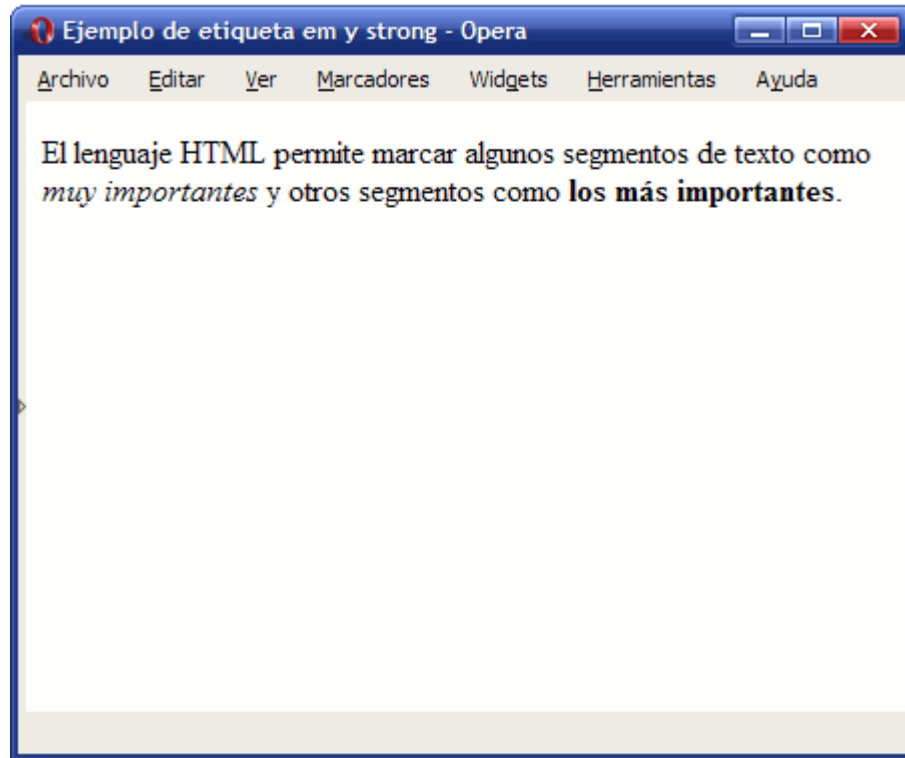 Ejemplo de etiqueta em y strong - Opera
Archivo Editar Ver Marcadores Widgets Herramientas Ayuda
El lenguaje HTML permite marcar algunos segmentos de texto como
muy importantes y otros segmentos como los más importantes.